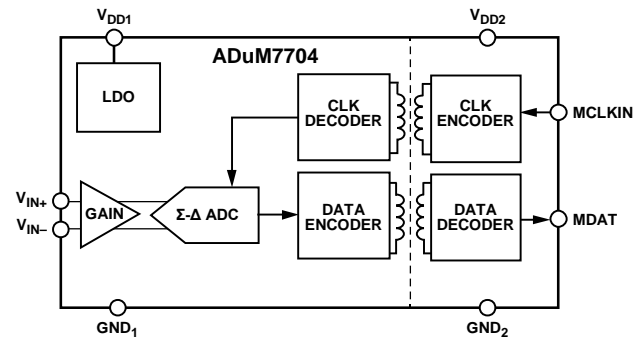 VDD1
VDD2
ADuM7704
LDO
CLK
DECODER
CLK
ENCODER
MCLKIN
VIN+
VIN–
GAIN
Σ-Δ ADC
DATA
ENCODER
DATA
DECODER
MDAT
GND1
GND2